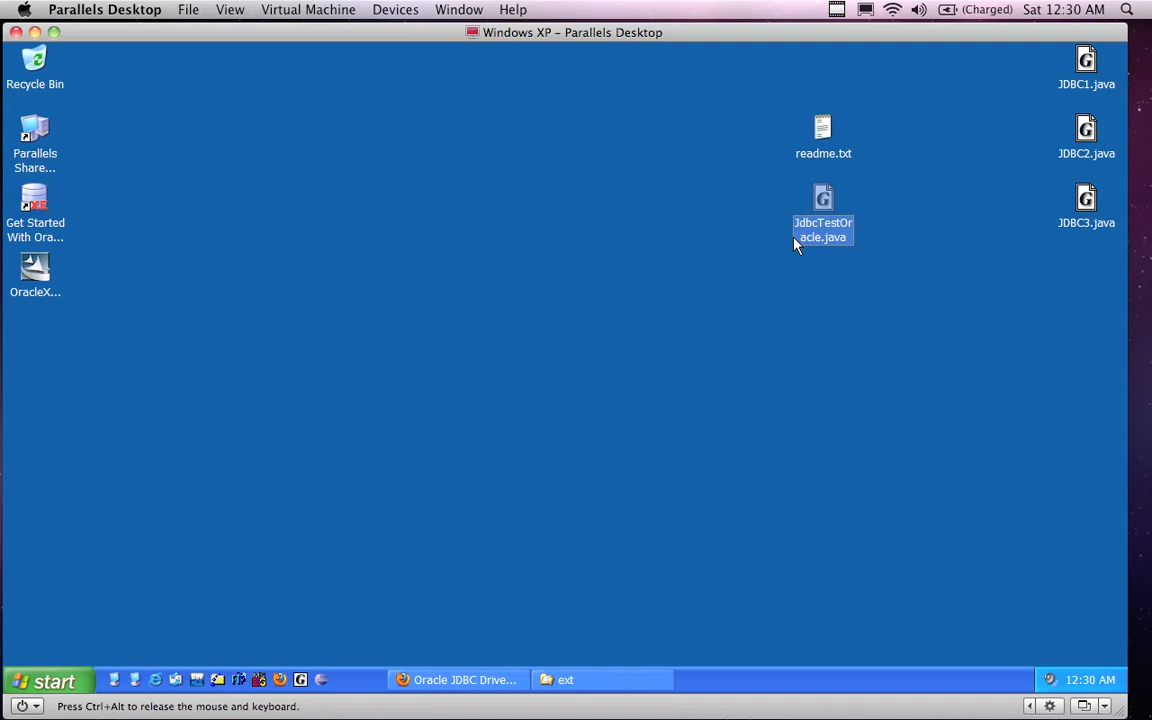 Parallels Desktop File View Virtual Machine Devices Window Help (Charged) Sat 12:30 AM
Windows XP – Parallels Desktop
Recycle Bin
JDBC1.java
Parallels
Share...
readme.txt
JDBC2.java
Get Started
With Ora...
JdbcTestOr
acle.java
JDBC3.java
OracleX...
start
Oracle JDBC Drive...
ext
12:30 AM
Press Ctrl+Alt to release the mouse and keyboard.